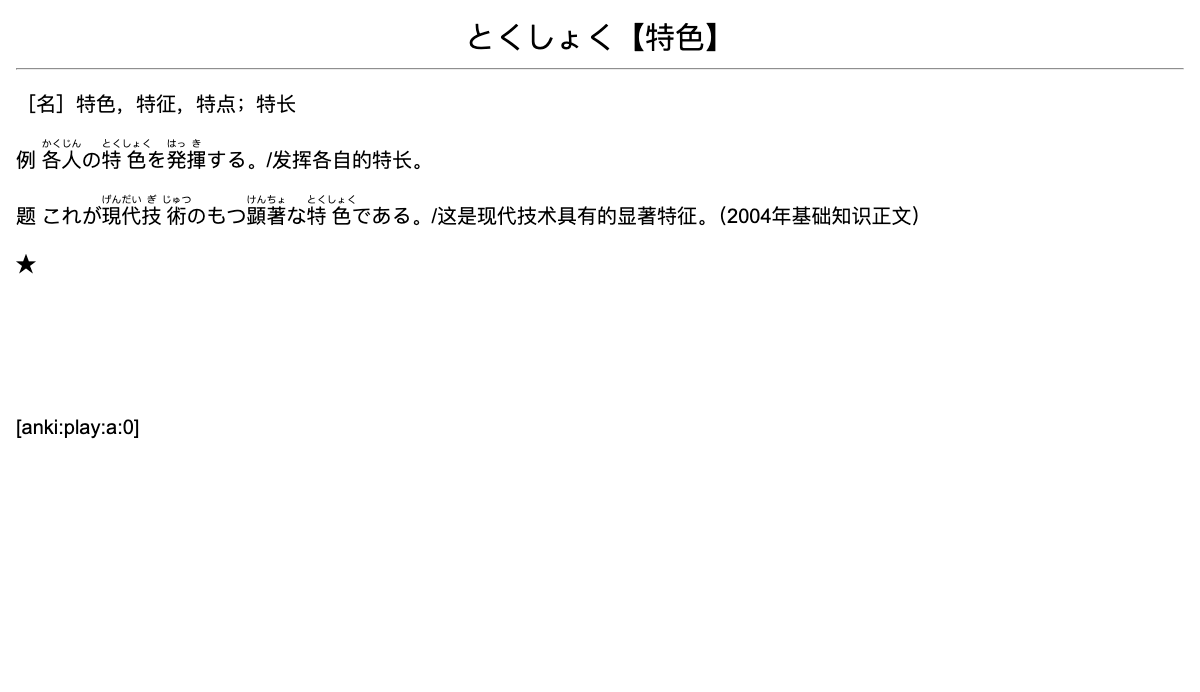 とくしょく【特色】
［名］特色，特征，特点；特长
かくじん とくしょく はっ き
例 各人の特色を発揮する。/发挥各自的特长。
げんだい ぎ じゅつ けんちょ とくしょく
题 これが現代技術のもつ顕著な特色である。/这是现代技术具有的显著特征。（2004年基础知识正文）
★
[anki:play:a:0]